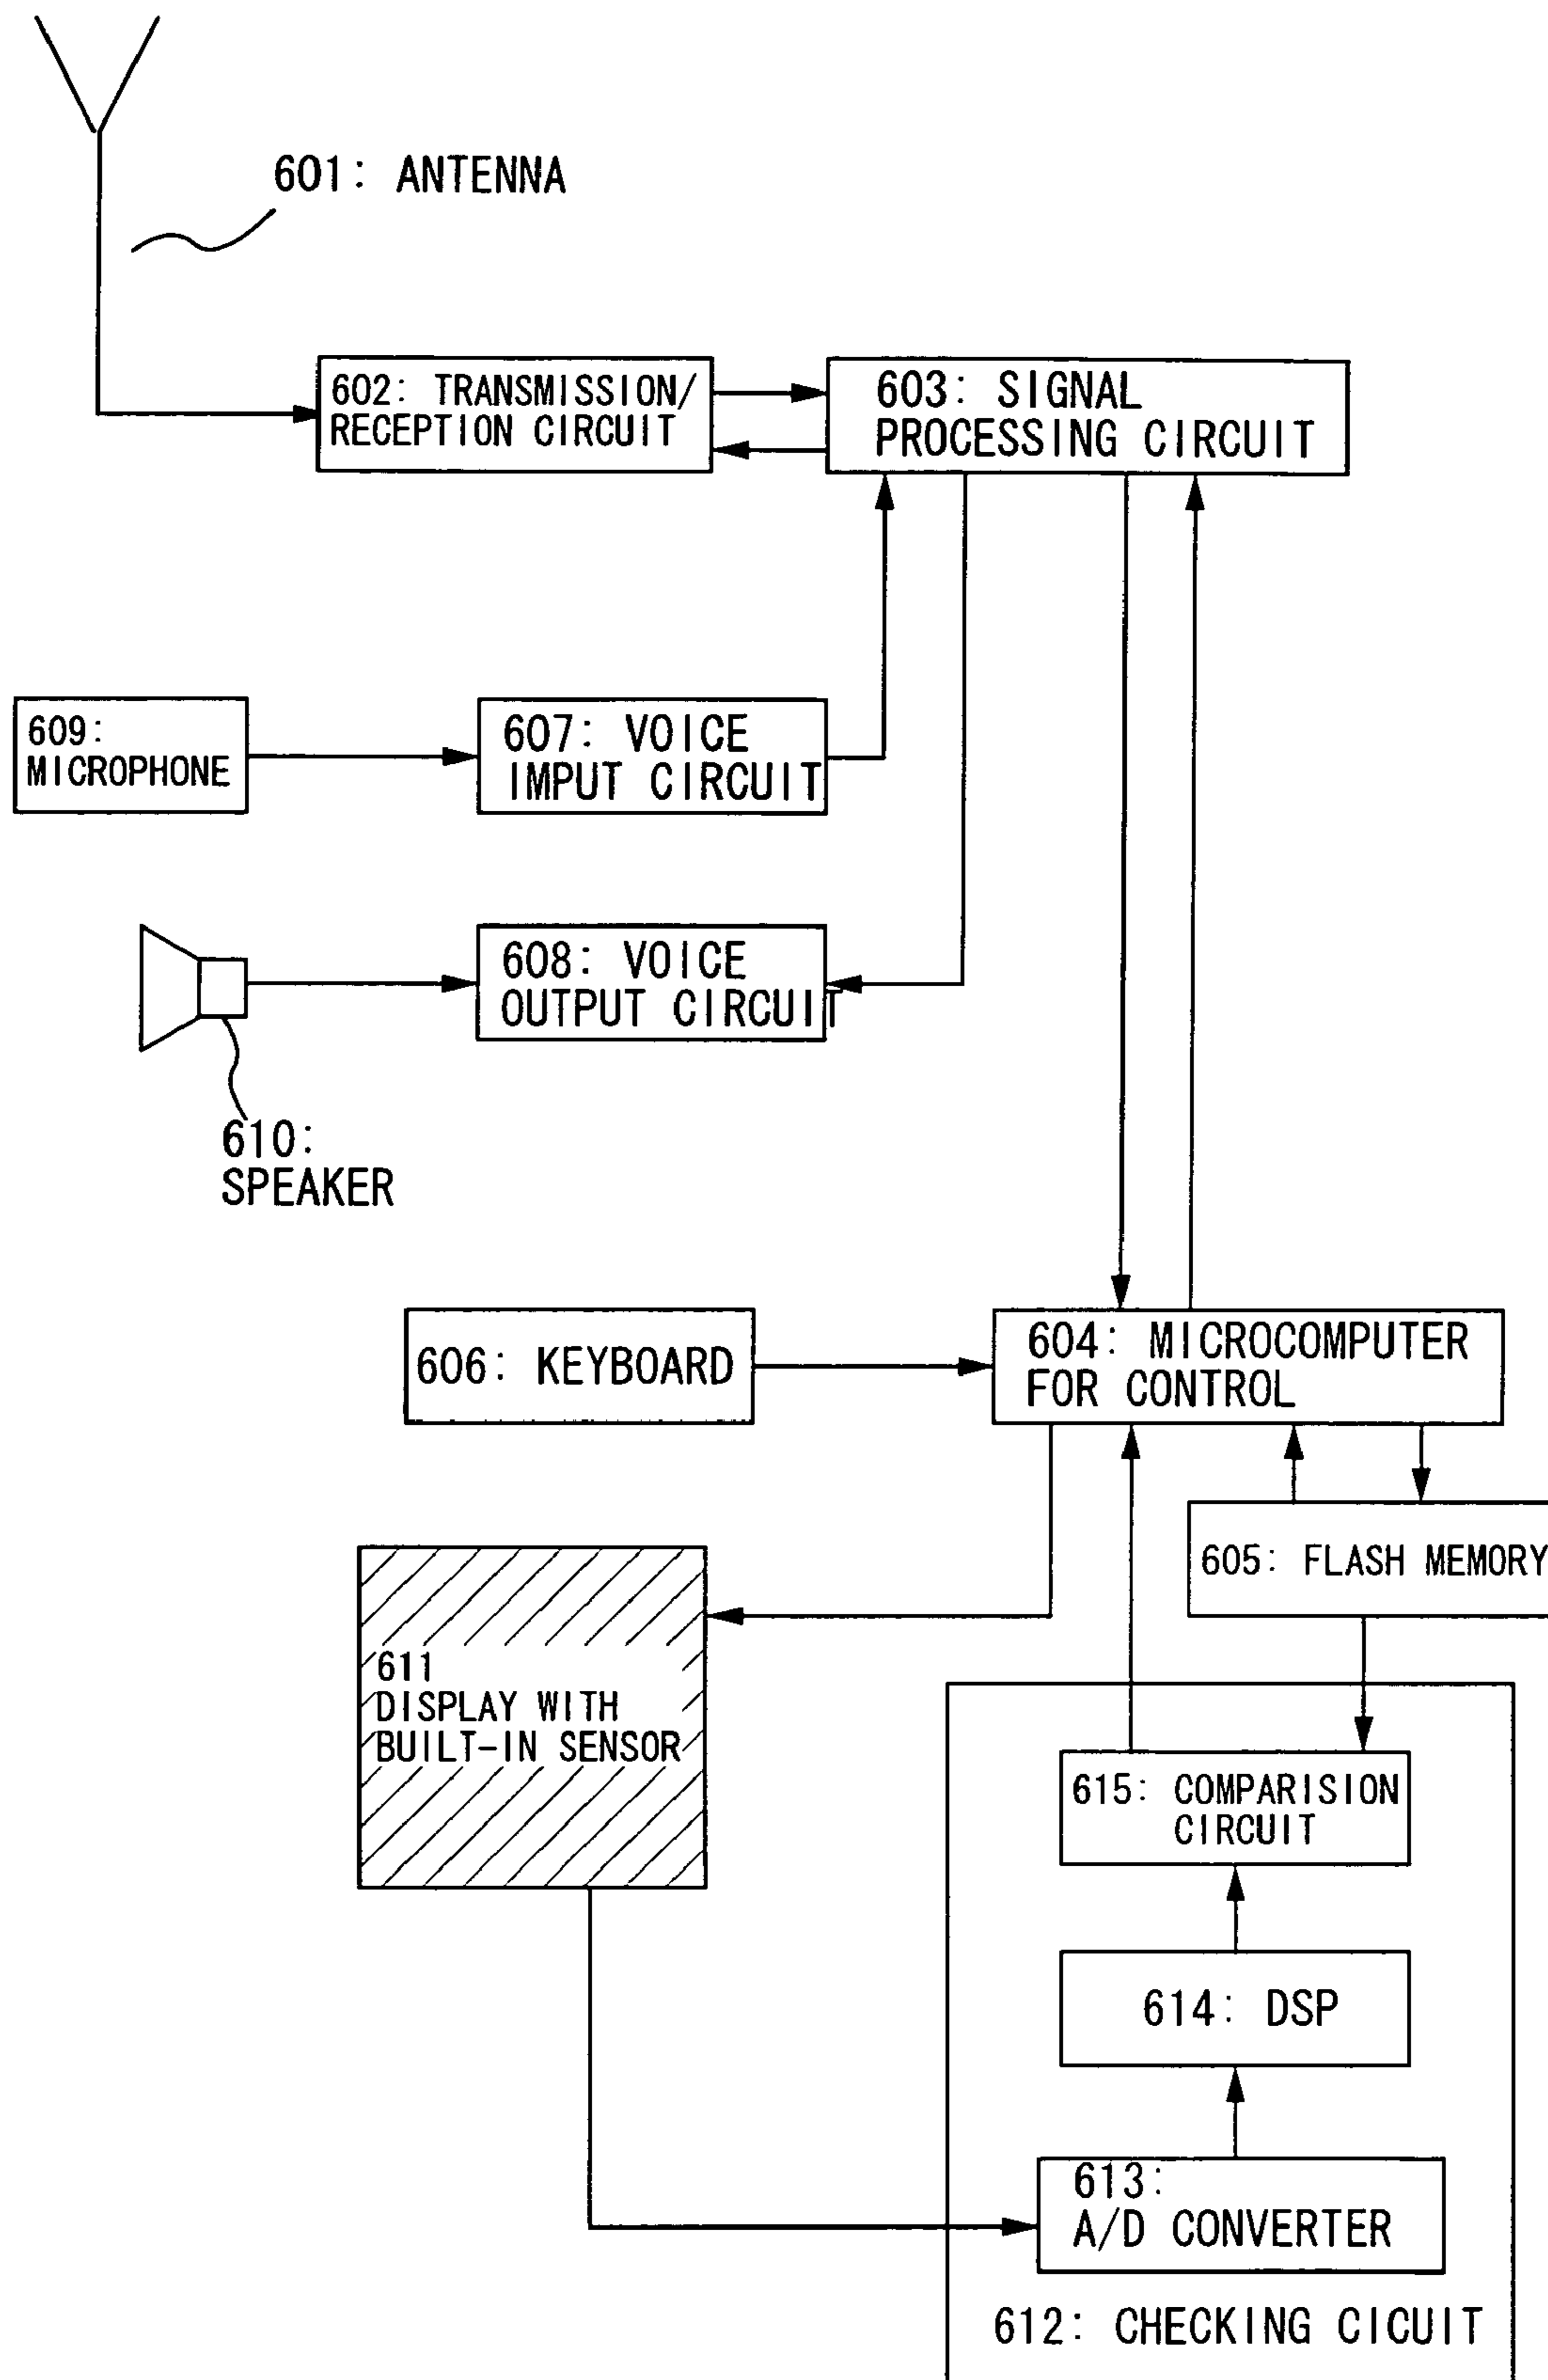 601: ANTENNA
602: TRANSMISSION/
RECEPTION CIRCUIT
603: SIGNAL
PROCESSING CIRCUIT
609:
MICROPHONE
607: VOICE
IMPUT CIRCUIT
608: VOICE
OUTPUT CIRCUIT
610:
SPEAKER
606: KEYBOARD
604: MICROCOMPUTER
FOR CONTROL
605: FLASH MEMORY
611
DISPLAY WITH
BUILT-IN SENSOR
615: COMPARISION
CIRCUIT
614: DSP
613:
A/D CONVERTER
612: CHECKING CICUIT